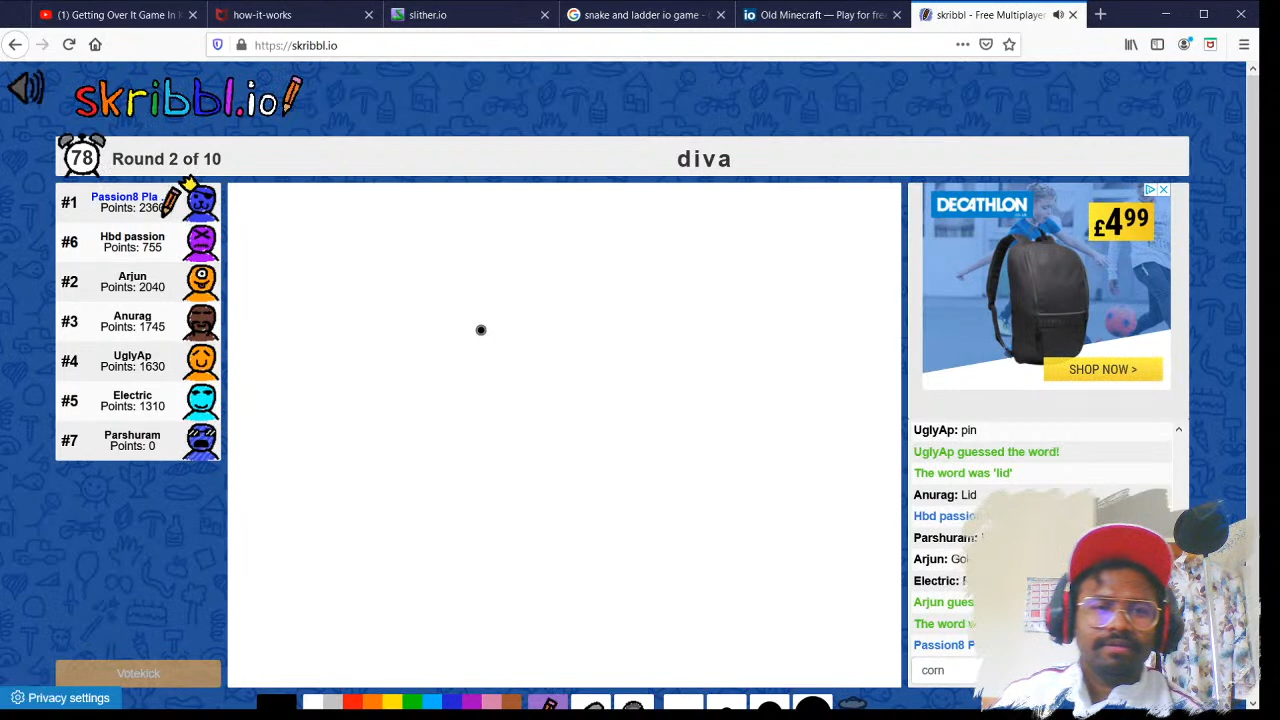 (1) Getting Over It Game In
how-it-works
slither.io
snake and ladder io game -
Old Minecraft — Play for free
skribbl - Free Multiplayer
https://skribbl.io
skribbl.io
78
Round 2 of 10
diva
#1
Passion8 Pla
Points: 2360
#6
Hbd passion
Points: 755
#2
Arjun
Points: 2040
#3
Anurag
Points: 1745
#4
UglyAp
Points: 1630
#5
Electric
Points: 1310
#7
Parshuram
Points: 0
DECATHLON
£4.99
SHOP NOW >
UglyAp: pin
UglyAp guessed the word!
The word was 'lid'
Anurag: Lid
Hbd passio
Parshuram:
Arjun: Go
Electric:
Arjun gues
The word
Passion8 P
corn
Votekick
Privacy settings